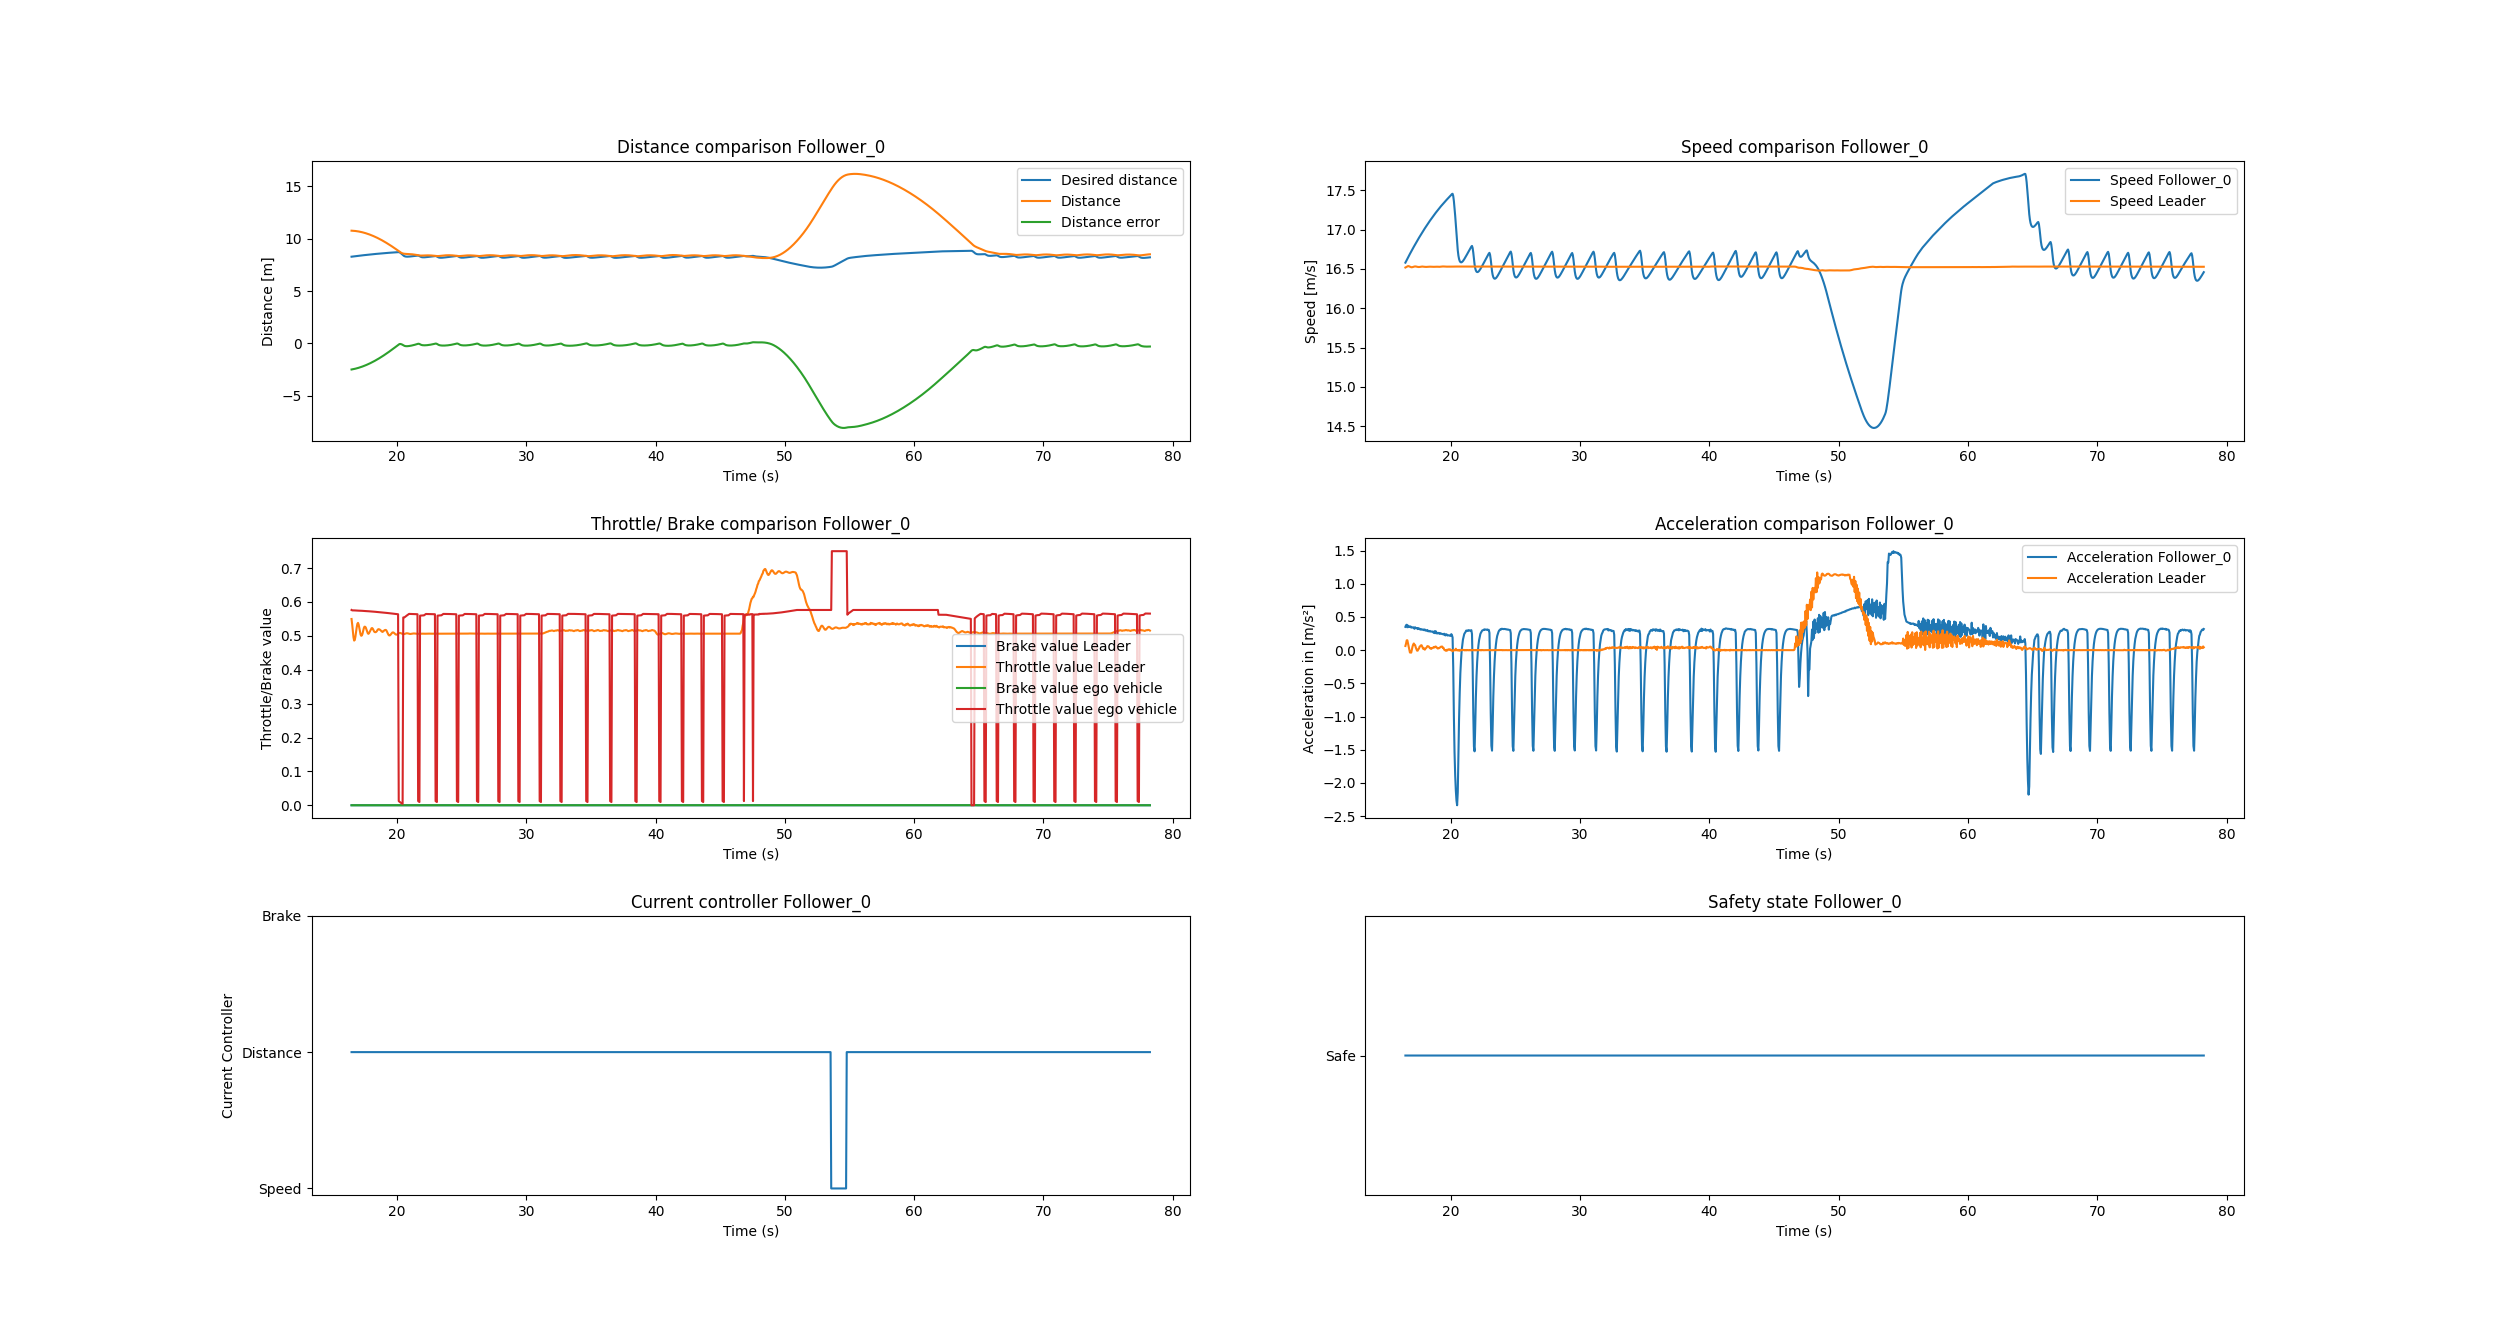 Distance comparison Follower_0
Distance [m]
15
10
5
0
−5
Desired distance
Distance
Distance error
20 30 40 50 60 70 80
Time (s)
Speed comparison Follower_0
Speed [m/s]
17.5
17.0
16.5
16.0
15.5
15.0
14.5
Speed Follower_0
Speed Leader
20 30 40 50 60 70 80
Time (s)
Throttle/ Brake comparison Follower_0
Throttle/Brake value
0.7
0.6
0.5
0.4
0.3
0.2
0.1
0.0
Brake value Leader
Throttle value Leader
Brake value ego vehicle
Throttle value ego vehicle
20 30 40 50 60 70 80
Time (s)
Acceleration comparison Follower_0
Acceleration in [m/s²]
1.5
1.0
0.5
0.0
−0.5
−1.0
−1.5
−2.0
−2.5
Acceleration Follower_0
Acceleration Leader
20 30 40 50 60 70 80
Time (s)
Current controller Follower_0
Current Controller
Brake
Distance
Speed
20 30 40 50 60 70 80
Time (s)
Safety state Follower_0
Safe
20 30 40 50 60 70 80
Time (s)